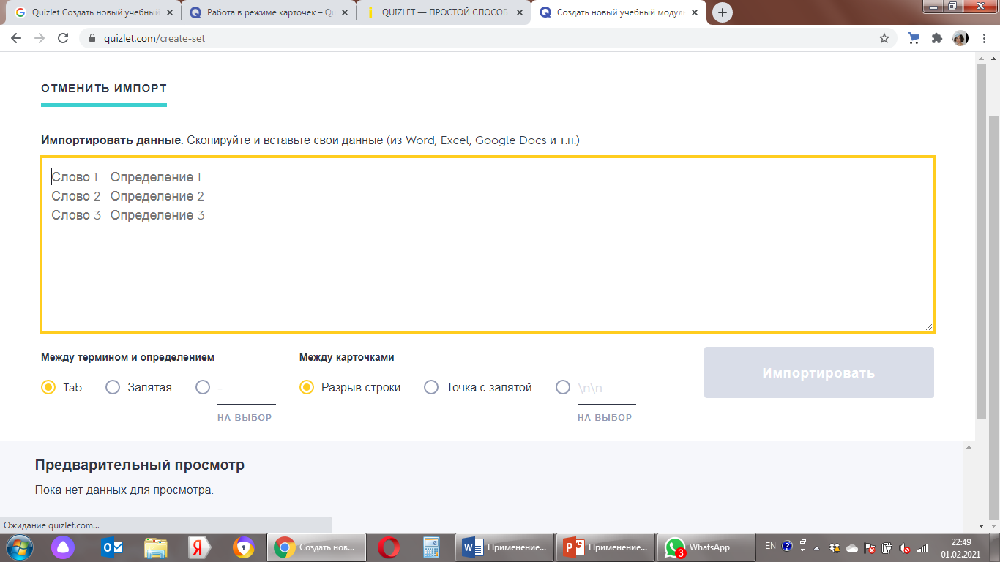 Quizlet Создать новый учебный
Работа в режиме карточек – Qu
QUIZLET — ПРОСТОЙ СПОСОБ
Создать новый учебный модул
quizlet.com/create-set
ОТМЕНИТЬ ИМПОРТ
Импортировать данные. Скопируйте и вставьте свои данные (из Word, Excel, Google Docs и т.п.)
Слово 1 Определение 1
Слово 2 Определение 2
Слово 3 Определение 3
Между термином и определением
Между карточками
Tab
Запятая
-
Разрыв строки
Точка с запятой
\n\n
Импортировать
НА ВЫБОР
НА ВЫБОР
Предварительный просмотр
Пока нет данных для просмотра.
Ожидание quizlet.com...
Создать нов...
Применение...
Применение...
3
WhatsApp
EN
22:49
01.02.2021